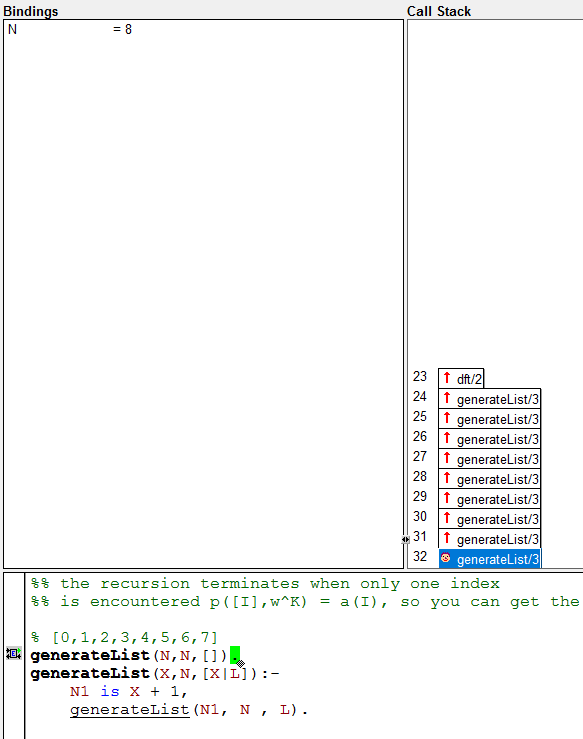 Bindings
Call Stack
N = 8
23 dft/2
24 generateList/3
25 generateList/3
26 generateList/3
27 generateList/3
28 generateList/3
29 generateList/3
30 generateList/3
31 generateList/3
32 generateList/3
%% the recursion terminates when only one index
%% is encountered p([I],w^K) = a(I), so you can get the
% [0,1,2,3,4,5,6,7]
generateList(N,N,[]).
generateList(X,N,[X|L]):-
N1 is X + 1,
generateList(N1, N , L).